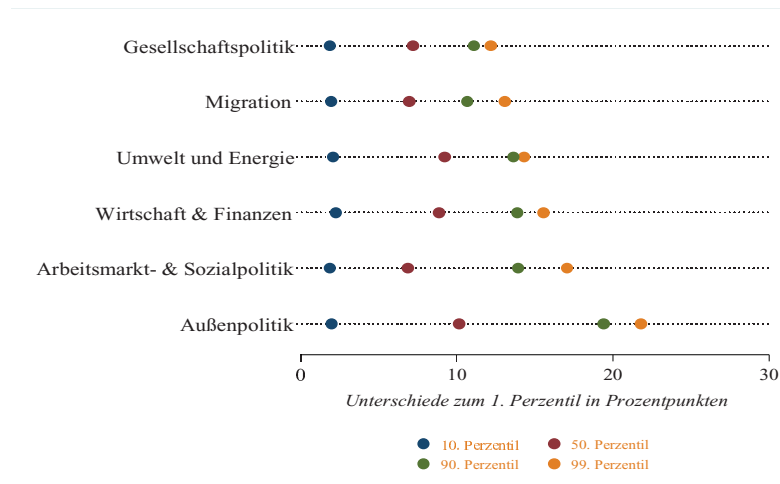 Gesellschaftspolitik
Migration
Umwelt und Energie
Wirtschaft & Finanzen
Arbeitsmarkt- & Sozialpolitik
Außenpolitik
0 10 20 30
Unterschiede zum 1. Perzentil in Prozentpunkten
10. Perzentil 50. Perzentil
90. Perzentil 99. Perzentil